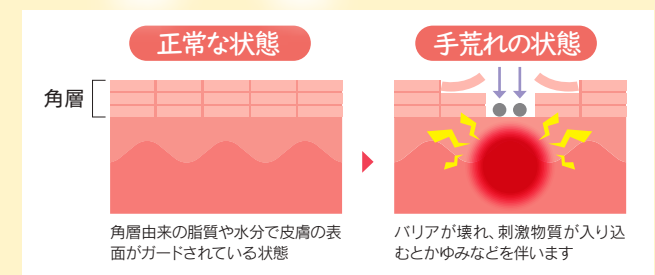 正常な状態
手荒れの状態
角層
角層由来の脂質や水分で皮膚の表
面がガードされている状態
バリアが壊れ、刺激物質が入り込
むとかゆみなどを伴います